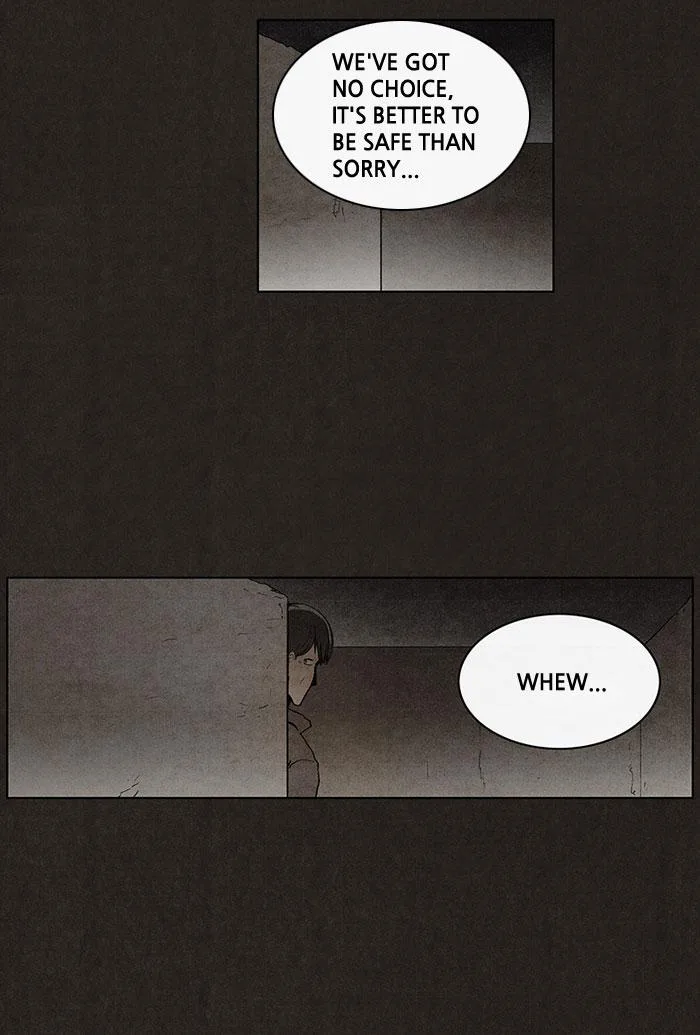 WE'VE GOT
NO CHOICE,
IT'S BETTER TO
BE SAFE THAN
SORRY...
WHEW...